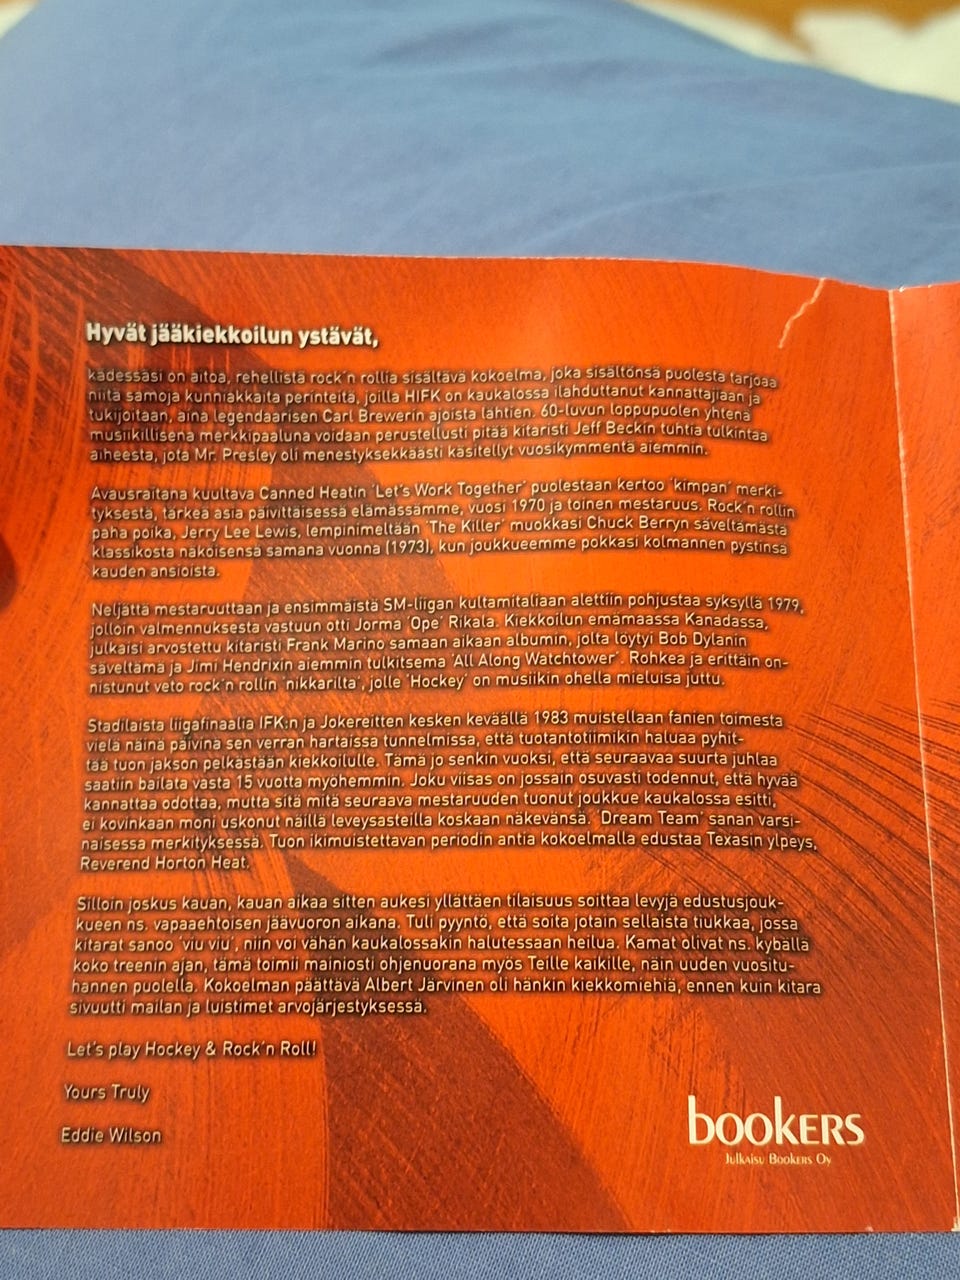 Hyvät jääkiekkoilun ystävät,
kädessäsi on aitoa, rehellistä rock´n rollia sisältävä kokoelma, joka sisältönsä puolesta tarjoaa
niitä samoja kunniakkaita perinteitä, joilla HIFK on kaukalossa ilahduttanut kannattajiaan ja
tukijoitaan, aina legendaarisen Carl Brewerin ajoista lähtien. 60-luvun loppupuolen yhtenä
musiikillisena merkkipaaluna voidaan perustellusti pitää kitaristi Jeff Beckin tuhtia tulkintaa
aiheesta, jota Mr. Presley oli menestyksekkäästi käsitellyt vuosikymmentä aiemmin.
Avausraitana kuultava Canned Heatin ´Let´s Work Together´ puolestaan kertoo ´kimpan´ merki-
tyksestä, tärkeä asia päivittäisessä elämässämme, vuosi 1970 ja toinen mestaruus. Rock´n rollin
paha poika, Jerry Lee Lewis, lempinimeltään ´The Killer´ muokkasi Chuck Berryn säveltämästä
klassikosta näköisensä samana vuonna (1973), kun joukkueemme pokkasi kolmannen pystinsä
kauden ansioista.
Neljättä mestaruuttaan ja ensimmäistä SM-liigan kultamitaliaan alettiin pohjustaa syksyllä 1979,
jolloin valmennuksesta vastuun otti Jorma ´Ope´ Rikala. Kiekkoilun emämaassa Kanadassa,
julkaisi arvostettu kitaristi Frank Marino samaan aikaan albumin, jolta löytyi Bob Dylanin
säveltämä ja Jimi Hendrixin aiemmin tulkitsema ´All Along Watchtower´. Rohkea ja erittäin on-
nistunut veto rock´n rollin ´nikkarilta´, jolle ´Hockey´ on musiikin ohella mieluisa juttu.
Stadilaista liigafinaalia IFK:n ja Jokereitten kesken keväällä 1983 muistellaan fanien toimesta
vielä näinä päivinä sen verran hartaissa tunnelmissa, että tuotantotiimikin haluaa pyhit-
tää tuon jakson pelkästään kiekkoilulle. Tämä jo senkin vuoksi, että seuraavaa suurta juhlaa
saatiin bailata vasta 15 vuotta myöhemmin. Joku viisas on jossain osuvasti todennut, että hyvää
kannattaa odottaa, mutta sitä mitä seuraava mestaruuden tuonut joukkue kaukalossa esitti,
ei kovinkaan moni uskonut näillä leveysasteilla koskaan näkevänsä. ´Dream Team´ sanan varsi-
naisessa merkityksessä. Tuon ikimuistettavan periodin antia kokoelmalla edustaa Texasin ylpeys,
Reverend Horton Heat.
Silloin joskus kauan, kauan aikaa sitten aukesi yllättäen tilaisuus soittaa levyjä edustusjouk-
kueen ns. vapaaehtoisen jäävuoron aikana. Tuli pyyntö, että soita jotain sellaista tiukkaa, jossa
kitarat sanoo ´viu viu´, niin voi vähän kaukalossakin halutessaan heilua. Kamat olivat ns. kybällä
koko treenin ajan, tämä toimii mainiosti ohjenuorana myös Teille kaikille, näin uuden vuositu-
hannen puolella. Kokoelman päättävä Albert Järvinen oli hänkin kiekkomiehiä, ennen kuin kitara
sivuutti mailan ja luistimet arvojärjestyksessä.
Let´s play Hockey & Rock´n Roll!
Yours Truly
Eddie Wilson
bookers
Julkaisu Bookers Oy